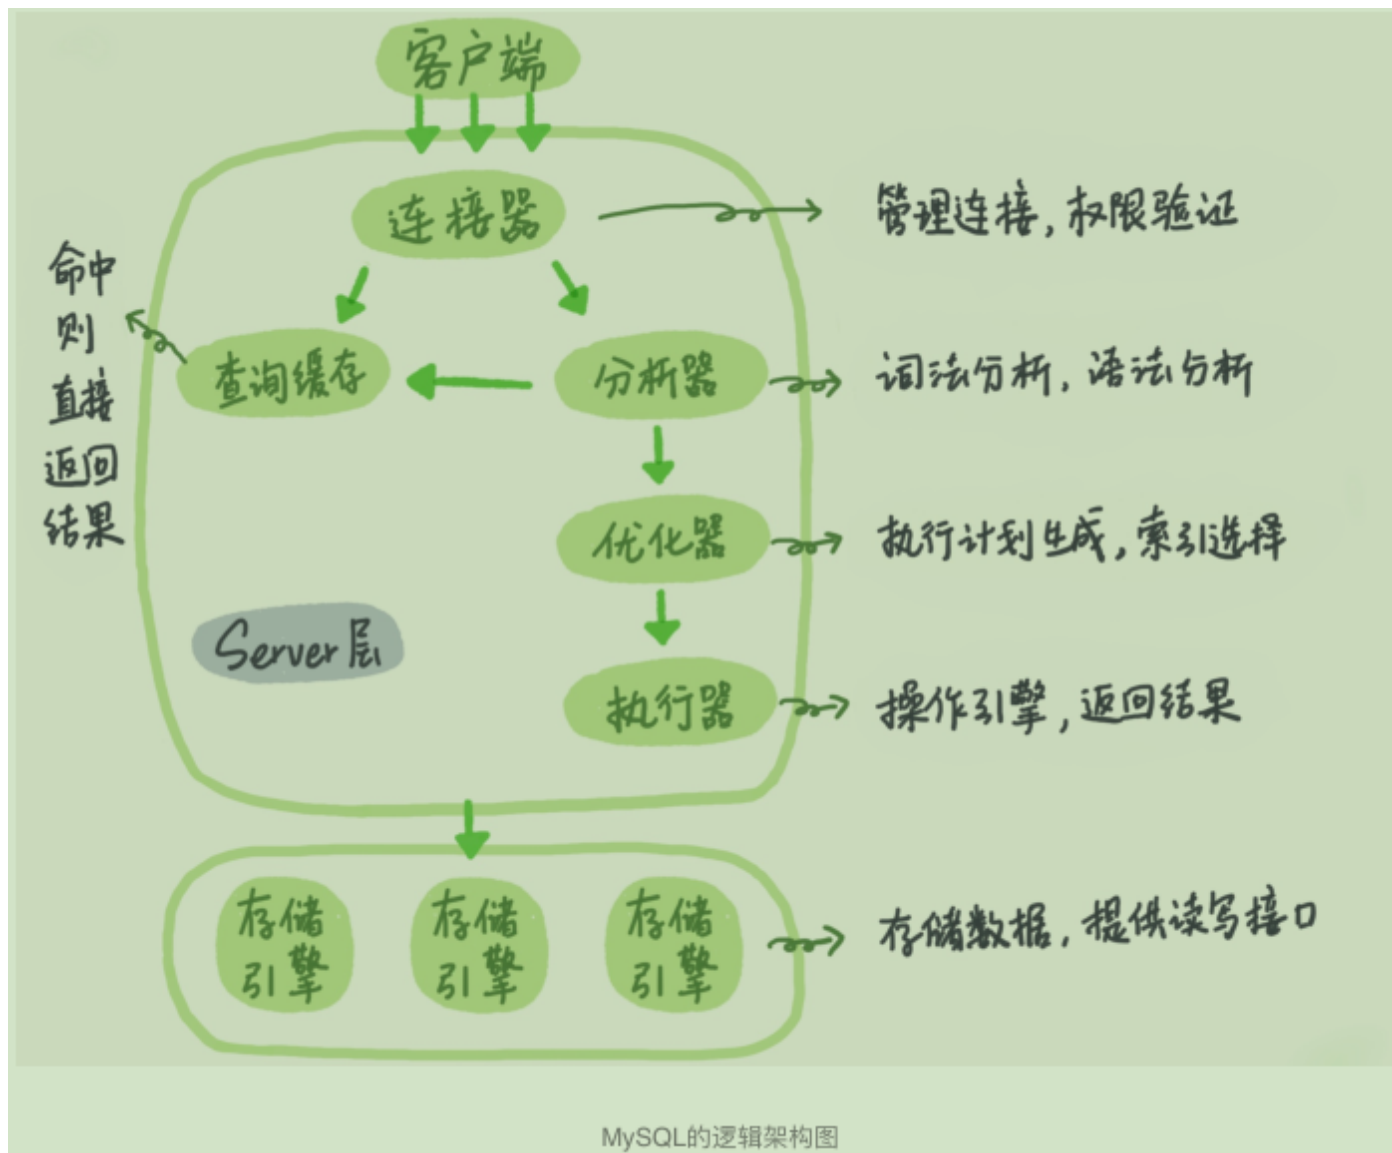 客户端
连接器
管理连接,权限验证
命中
则
直接
返回
结果
查询缓存
分析器
词法分析,语法分析
优化器
执行计划生成,索引选择
Server层
执行器
操作引擎,返回结果
存储
引擎
存储
引擎
存储
引擎
存储数据,提供读写接口
MySQL的逻辑架构图